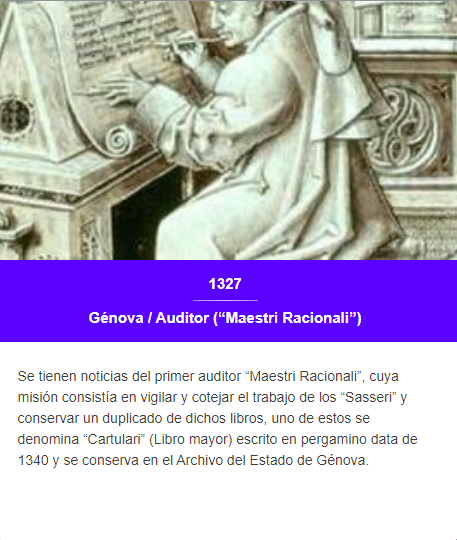 1327
Génova / Auditor (“Maestri Racionali”)
Se tienen noticias del primer auditor “Maestri Racionali”, cuya
misión consistía en vigilar y cotejar el trabajo de los “Sasseri” y
conservar un duplicado de dichos libros, uno de estos se
denomina “Cartulari” (Libro mayor) escrito en pergamino data de
1340 y se conserva en el Archivo del Estado de Génova.